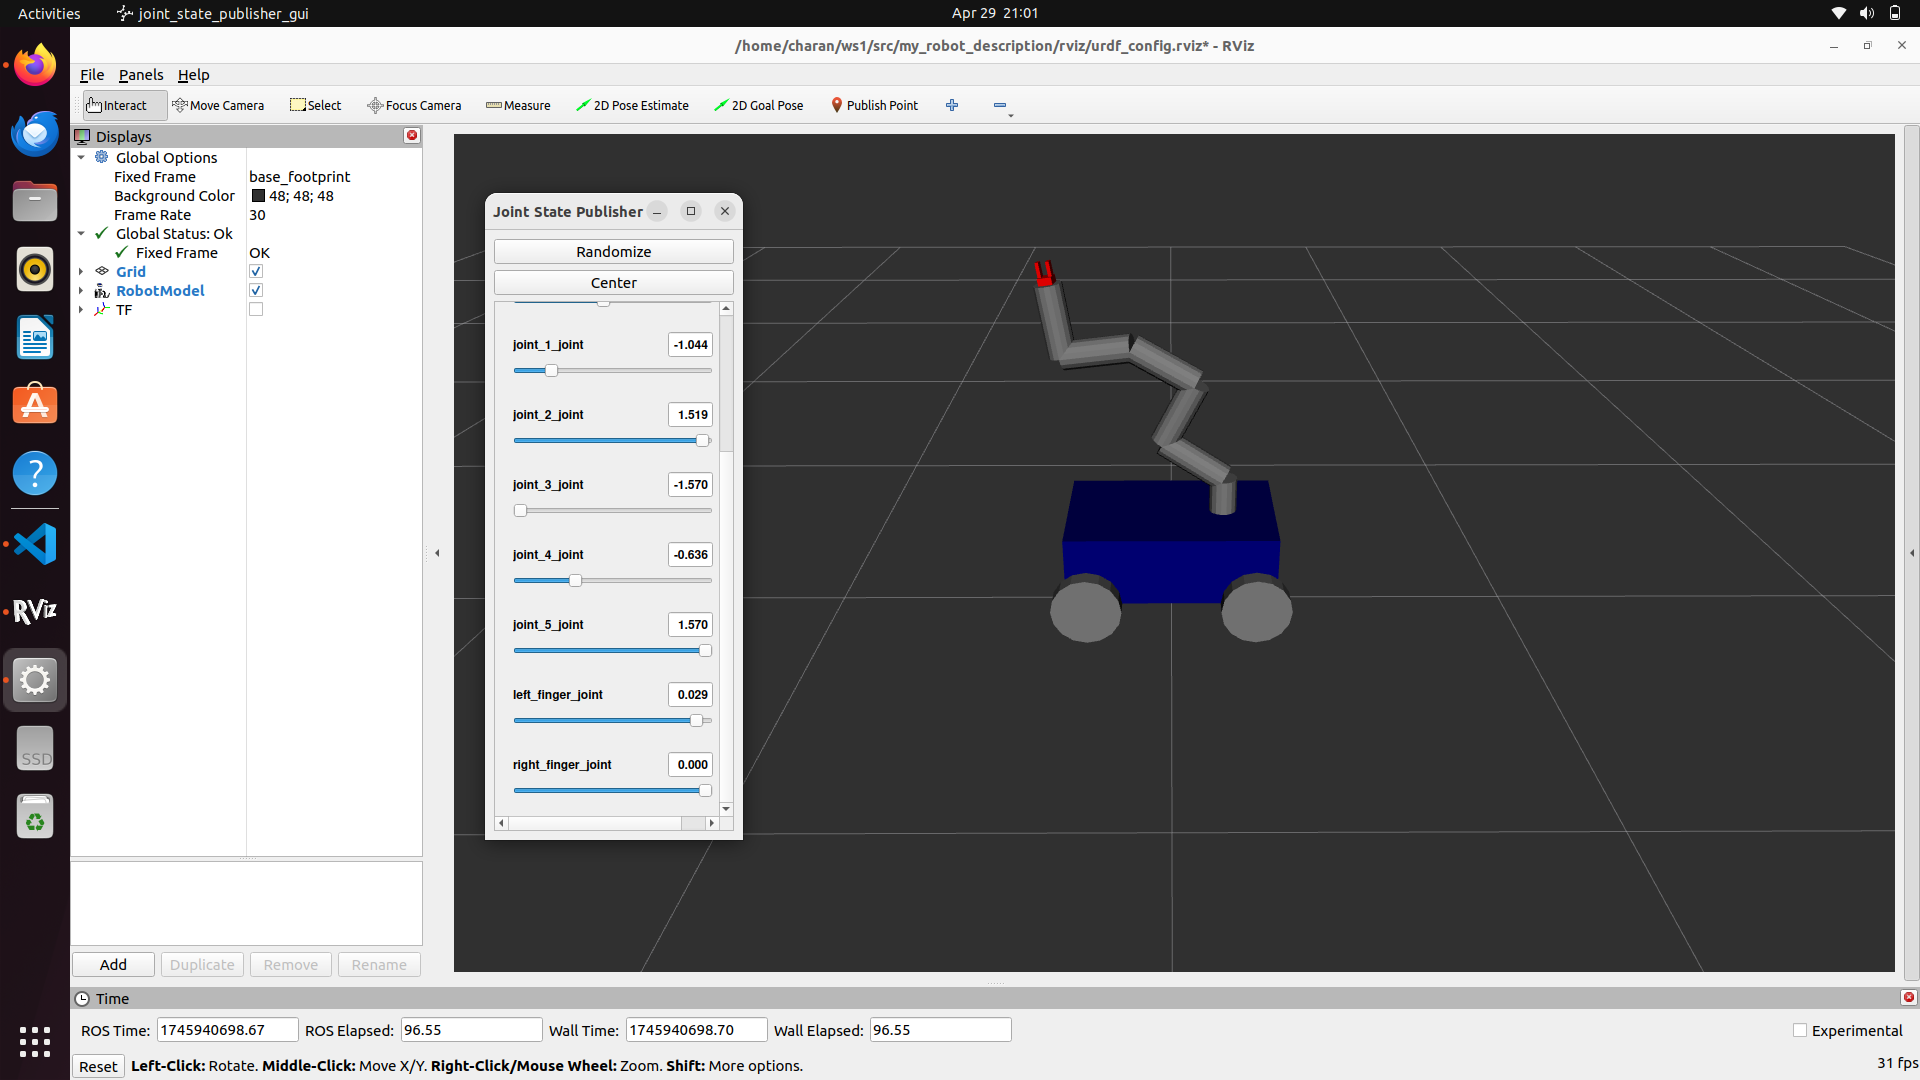 Activities
joint_state_publisher_gui
Apr 29 21:01
/home/charan/ws1/src/my_robot_description/rviz/urdf_config.rviz* - RViz
File Panels Help
Interact Move Camera Select Focus Camera Measure 2D Pose Estimate 2D Goal Pose Publish Point
Displays
Global Options
Fixed Frame base_footprint
Background Color 48; 48; 48
Frame Rate 30
Global Status: Ok
Fixed Frame OK
Grid
RobotModel
TF
Joint State Publisher
Randomize
Center
joint_1_joint -1.044
joint_2_joint 1.519
joint_3_joint -1.570
joint_4_joint -0.636
joint_5_joint 1.570
left_finger_joint 0.029
right_finger_joint 0.000
RViz
SSD
Add Duplicate Remove Rename
Time
ROS Time: 1745940698.67 ROS Elapsed: 96.55 Wall Time: 1745940698.70 Wall Elapsed: 96.55 Experimental
Reset Left-Click: Rotate. Middle-Click: Move X/Y. Right-Click/Mouse Wheel: Zoom. Shift: More options. 31 fps